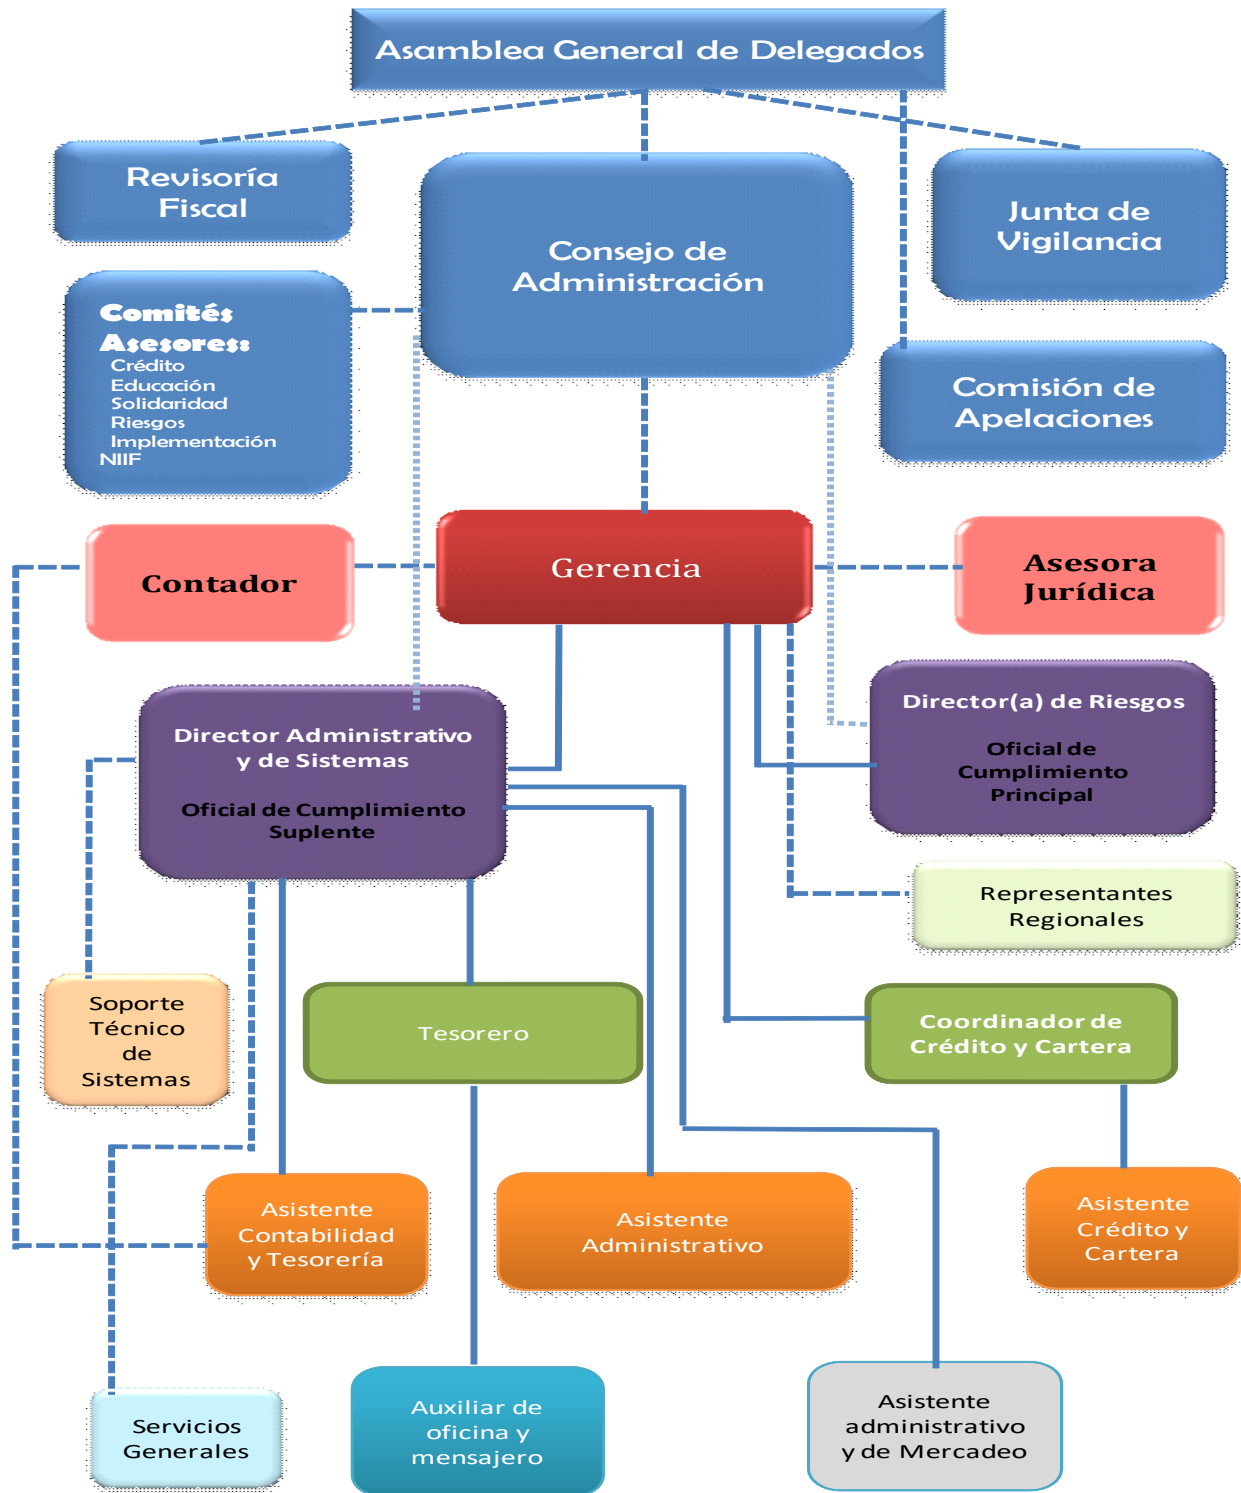 Asamblea General de Delegados
Revisoría
Fiscal
Consejo de
Administración
Junta de
Vigilancia
Comités
Asesores:
Crédito
Educación
Solidaridad
Riesgos
Implementación
NIIF
Comisión de
Apelaciones
Contador
Gerencia
Asesora
Jurídica
Director Administrativo
y de Sistemas
Oficial de Cumplimiento
Suplente
Director(a) de Riesgos
Oficial de
Cumplimiento
Principal
Representantes
Regionales
Soporte
Técnico
de
Sistemas
Tesorero
Coordinador de
Crédito y Cartera
Asistente
Contabilidad
y Tesorería
Asistente
Administrativo
Asistente
Crédito y
Cartera
Servicios
Generales
Auxiliar de
oficina y
mensajero
Asistente
administrativo
y de Mercadeo